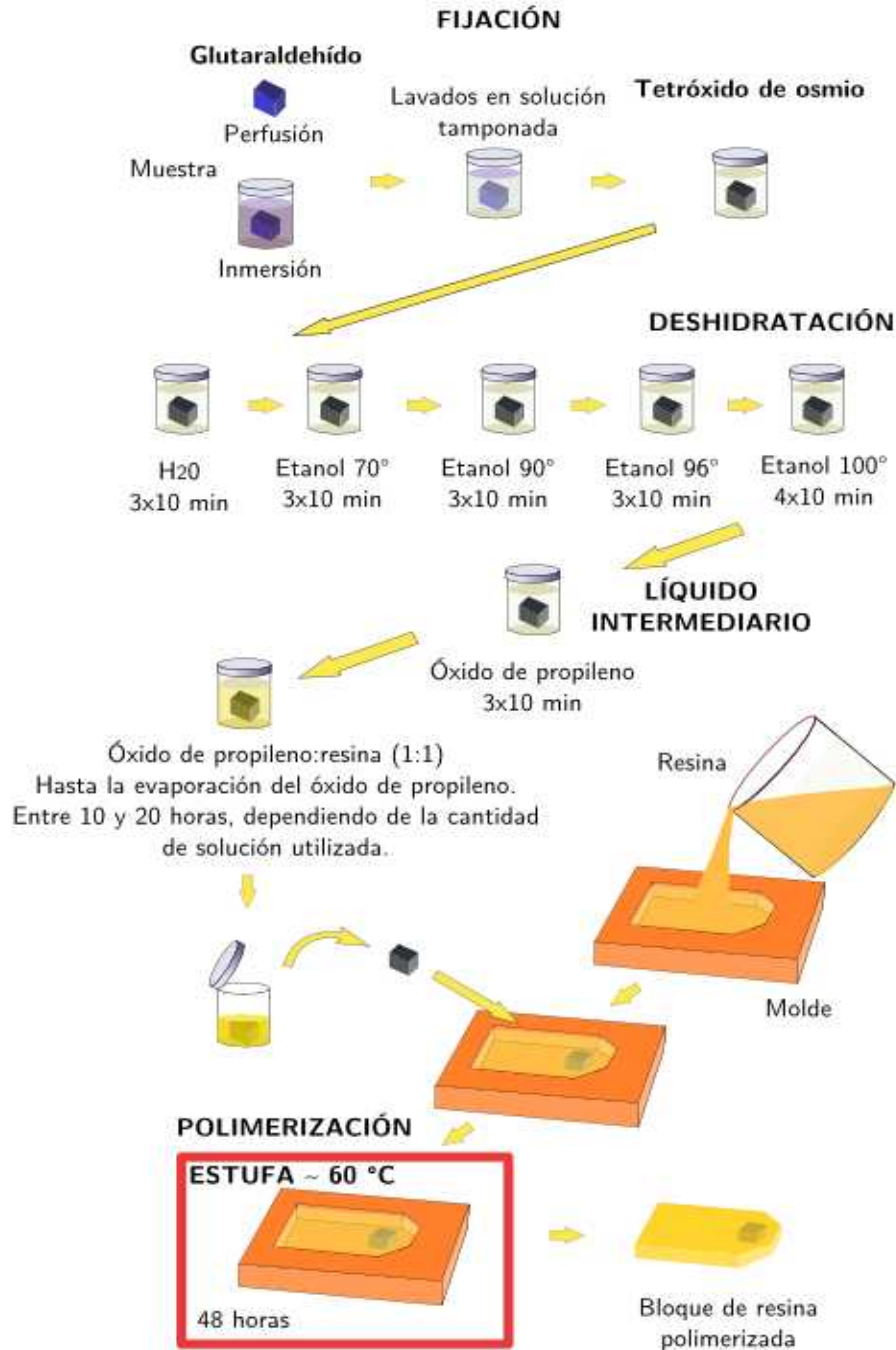 FIJACIÓN
Glutaraldehído
Perfusión
Muestra
Inmersión
Lavados en solución
tamponada
Tetróxido de osmio
DESHIDRATACIÓN
H20
3x10 min
Etanol 70°
3x10 min
Etanol 90°
3x10 min
Etanol 96°
3x10 min
Etanol 100°
4x10 min
LÍQUIDO
INTERMEDIARIO
Óxido de propileno
3x10 min
Óxido de propileno:resina (1:1)
Hasta la evaporación del óxido de propileno.
Entre 10 y 20 horas, dependiendo de la cantidad
de solución utilizada.
Resina
Molde
POLIMERIZACIÓN
ESTUFA ~ 60 °C
48 horas
Bloque de resina
polimerizada